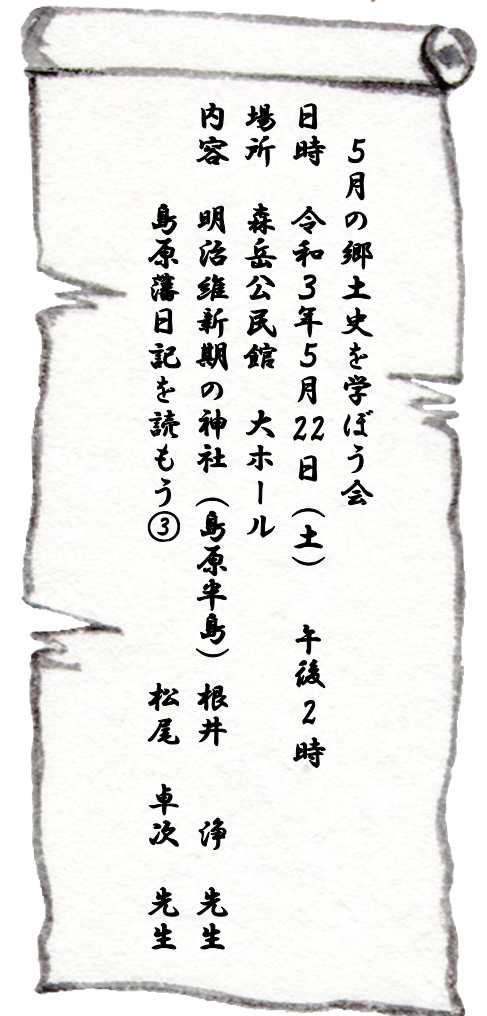 5月の郷土史を学ぼう会
日時　令和3年5月22日（土）　午後2時
場所　森岳公民館　大ホール
内容　明治維新期の神社（島原半島）根井　浄　先生
島原藩日記を読もう③　松尾　卓次　先生